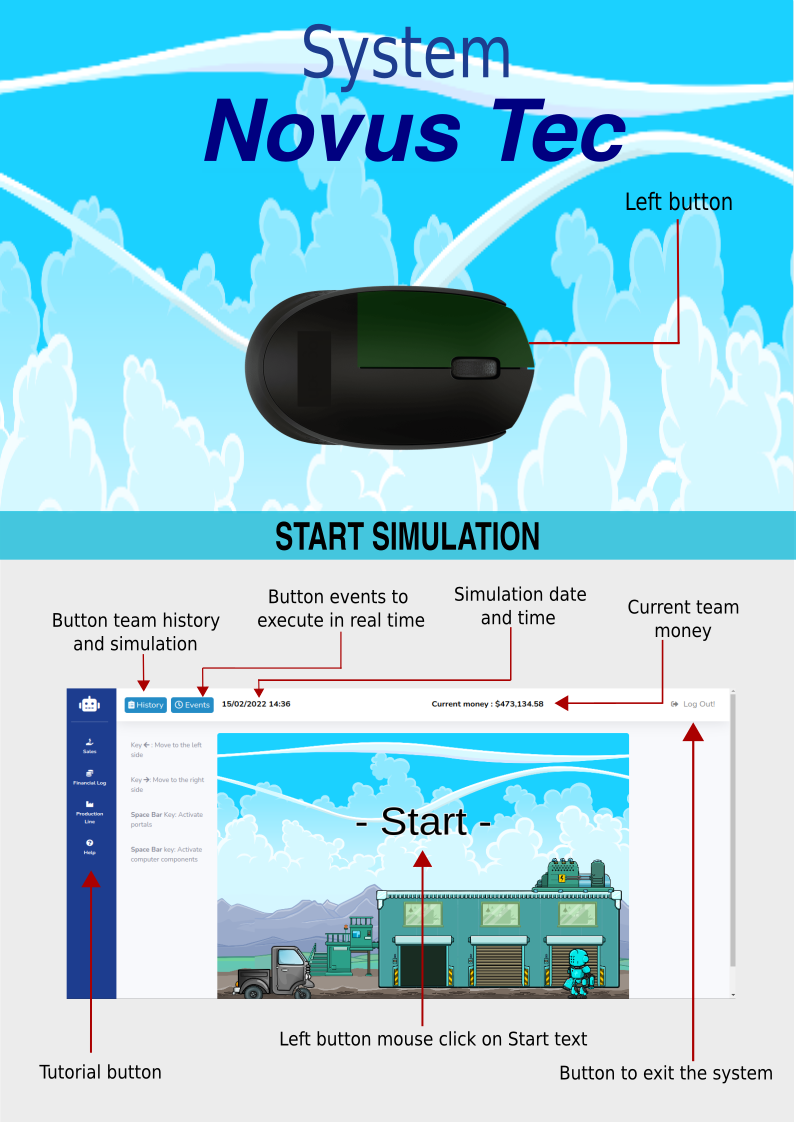 System
Novus Tec
Left button
START SIMULATION
Button team history
and simulation
Button events to
execute in real time
Simulation date
and time
Current team
money
History
Events
15/02/2022 14:36
Current money : $473,134.58
Log Out!
Sales
Financial Log
Production
Line
Help
Key ← : Move to the left
side
Key →: Move to the right
side
Space Bar Key: Activate
portals
Space Bar key: Activate
computer components
- Start -
Left button mouse click on Start text
Tutorial button
Button to exit the system